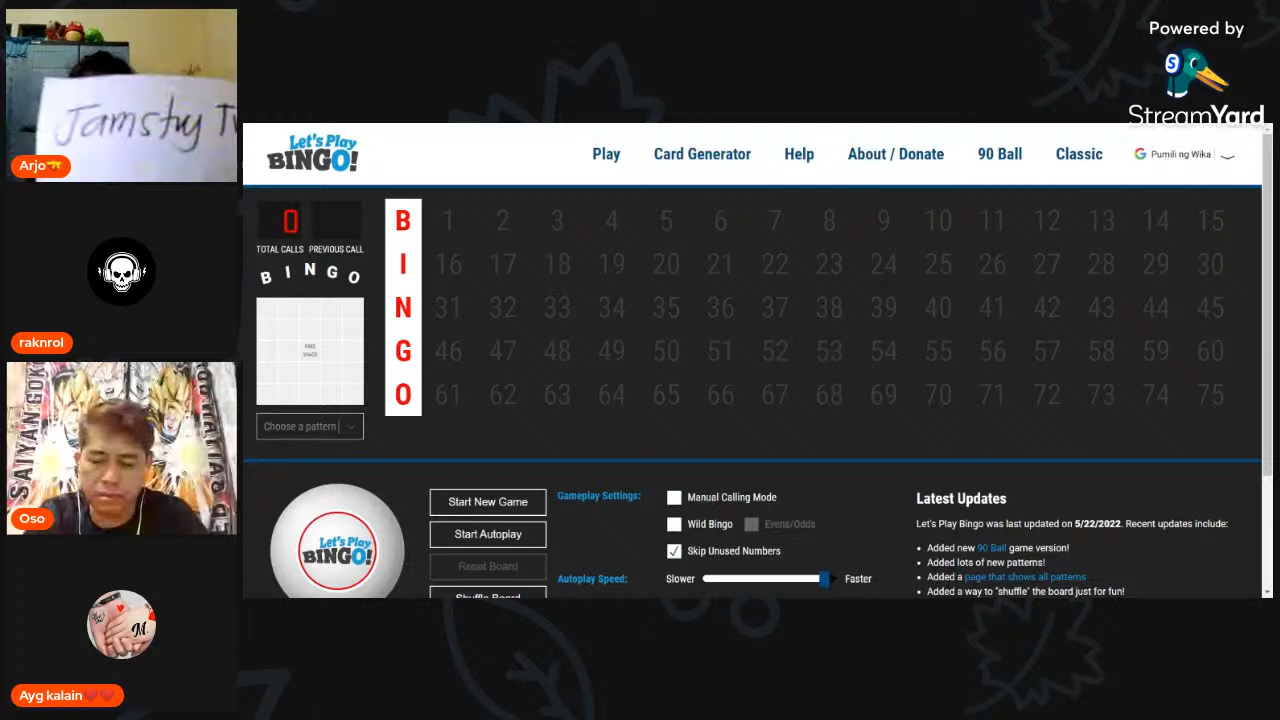 Jamstry T
Arjo
raknrol
SAIYAN GOK
Oso
M.
Ayg kalain
Powered by
S
StreamYard
Let's Play
BINGO!
Play
Card Generator
Help
About / Donate
90 Ball
Classic
G Pumili ng Wika
0
TOTAL CALLS PREVIOUS CALL
B I N G O
FREE
SPACE
Choose a pattern
B 1 2 3 4 5 6 7 8 9 10 11 12 13 14 15
I 16 17 18 19 20 21 22 23 24 25 26 27 28 29 30
N 31 32 33 34 35 36 37 38 39 40 41 42 43 44 45
G 46 47 48 49 50 51 52 53 54 55 56 57 58 59 60
O 61 62 63 64 65 66 67 68 69 70 71 72 73 74 75
Let's Play
BINGO!
Start New Game
Start Autoplay
Reset Board
Shuffle Board
Gameplay Settings:
Manual Calling Mode
Wild Bingo Evens/Odds
Skip Unused Numbers
Autoplay Speed:
Slower Faster
Latest Updates
Let's Play Bingo was last updated on 5/22/2022. Recent updates include:
Added new 90 Ball game version!
Added lots of new patterns!
Added a page that shows all patterns
Added a way to "shuffle" the board just for fun!